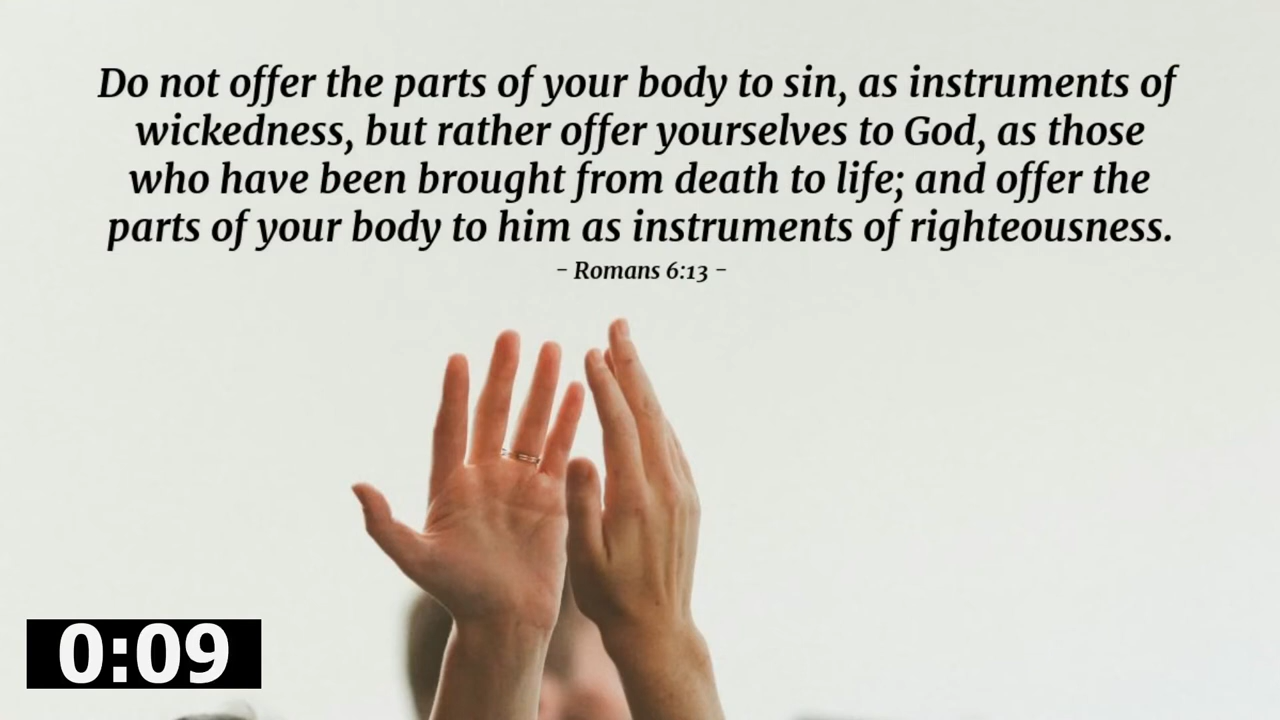 Do not offer the parts of your body to sin, as instruments of
wickedness, but rather offer yourselves to God, as those
who have been brought from death to life; and offer the
parts of your body to him as instruments of righteousness.
- Romans 6:13 -
0:09